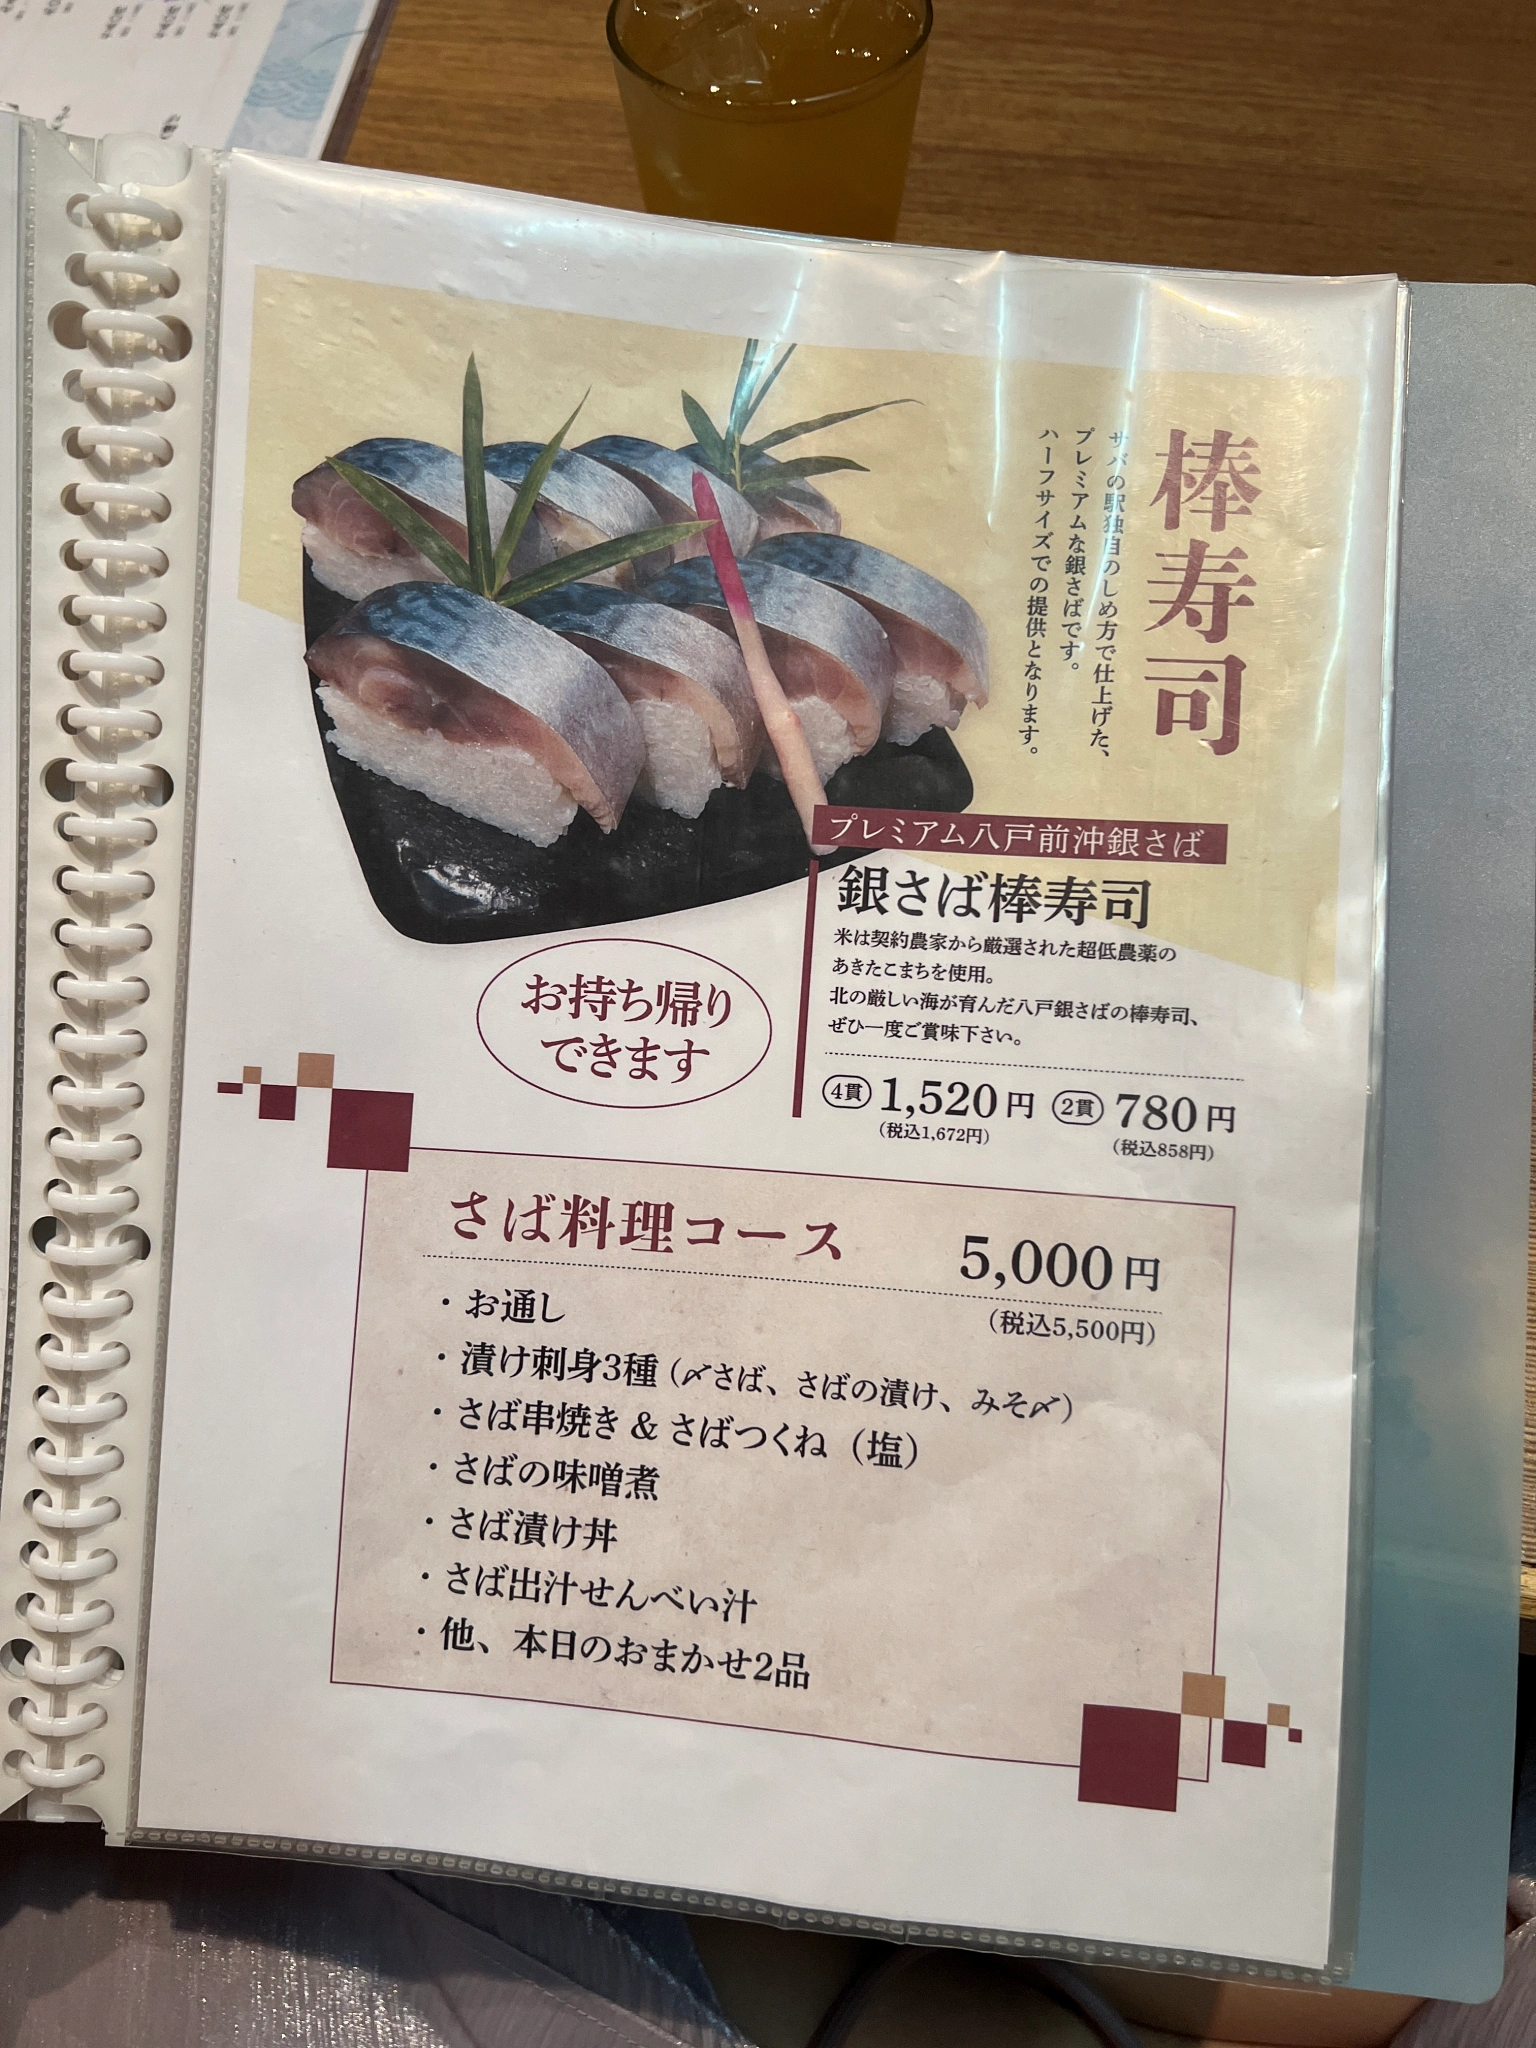 棒寿司
サバの駅独自のしめ方で仕上げた、
プレミアムな銀さばです。
ハーフサイズでの提供となります。
プレミアム八戸前沖銀さば
銀さば棒寿司
米は契約農家から厳選された超低農薬の
あきたこまちを使用。
北の厳しい海が育んだ八戸銀さばの棒寿司、
ぜひ一度ご賞味下さい。
4貫 1,520円 2貫 780円
(税込1,672円) (税込858円)
お持ち帰り
できます
さば料理コース 5,000円
(税込5,500円)
・お通し
・漬け刺身3種（〆さば、さばの漬け、みそ〆）
・さば串焼き & さばつくね（塩）
・さばの味噌煮
・さば漬け丼
・さば出汁せんべい汁
・他、本日のおまかせ2品